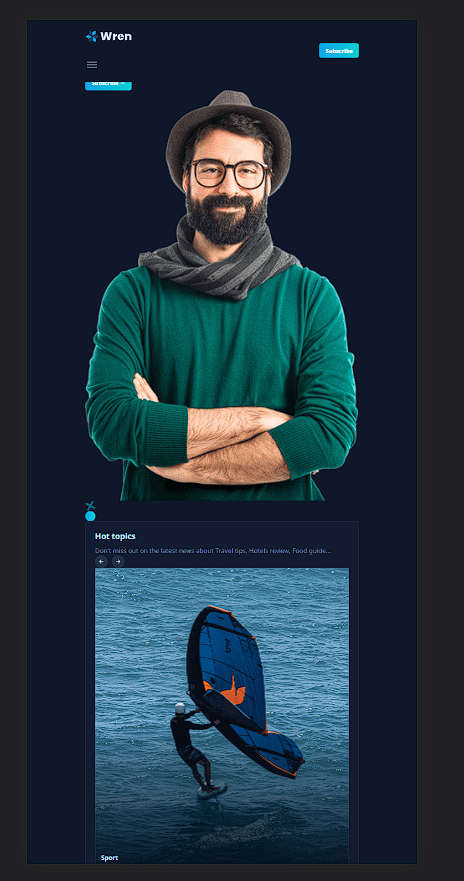 Wren
Subscribe
Subscribe
Hot topics
Don't miss out on the latest news about Travel tips, Hotels review, Food guide...
Sport